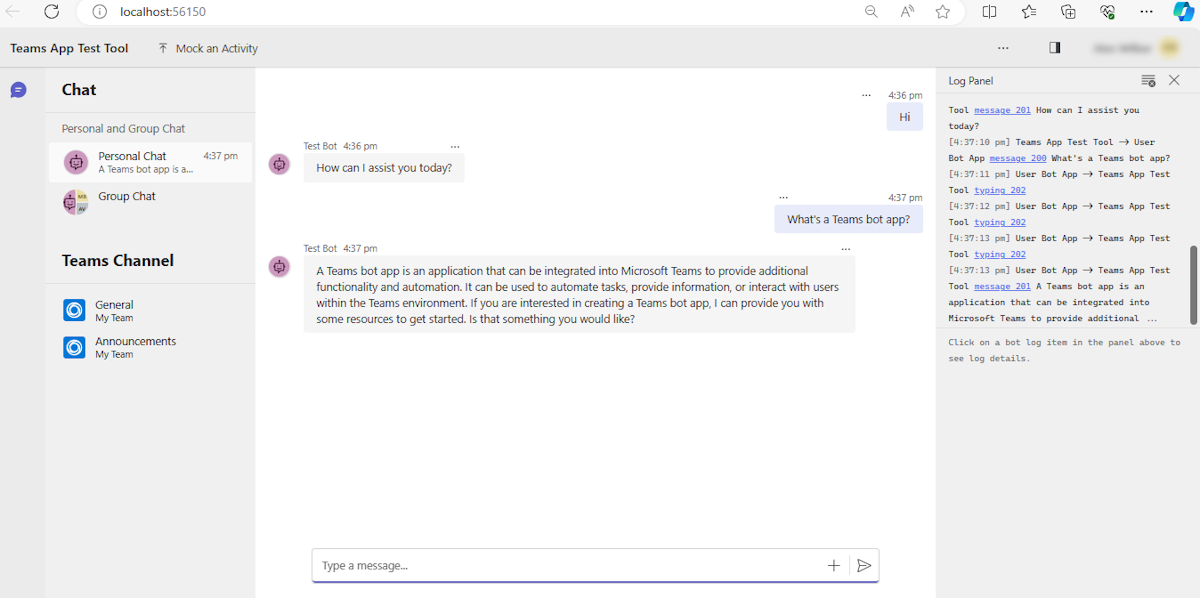 localhost:56150
Teams App Test Tool
Mock an Activity
Chat
Personal and Group Chat
Personal Chat 4:37 pm
A Teams bot app is a...
Group Chat
Teams Channel
General
My Team
Announcements
My Team
4:36 pm
Hi
Test Bot 4:36 pm
How can I assist you today?
4:37 pm
What's a Teams bot app?
Test Bot 4:37 pm
A Teams bot app is an application that can be integrated into Microsoft Teams to provide additional
functionality and automation. It can be used to automate tasks, provide information, or interact with users
within the Teams environment. If you are interested in creating a Teams bot app, I can provide you with
some resources to get started. Is that something you would like?
Type a message...
Log Panel
Tool message 201 How can I assist you
today?
[4:37:10 pm] Teams App Test Tool → User
Bot App message 200 What's a Teams bot app?
[4:37:11 pm] User Bot App → Teams App Test
Tool typing 202
[4:37:12 pm] User Bot App → Teams App Test
Tool typing 202
[4:37:13 pm] User Bot App → Teams App Test
Tool typing 202
[4:37:13 pm] User Bot App → Teams App Test
Tool message 201 A Teams bot app is an
application that can be integrated into
Microsoft Teams to provide additional ...
Click on a bot log item in the panel above to
see log details.